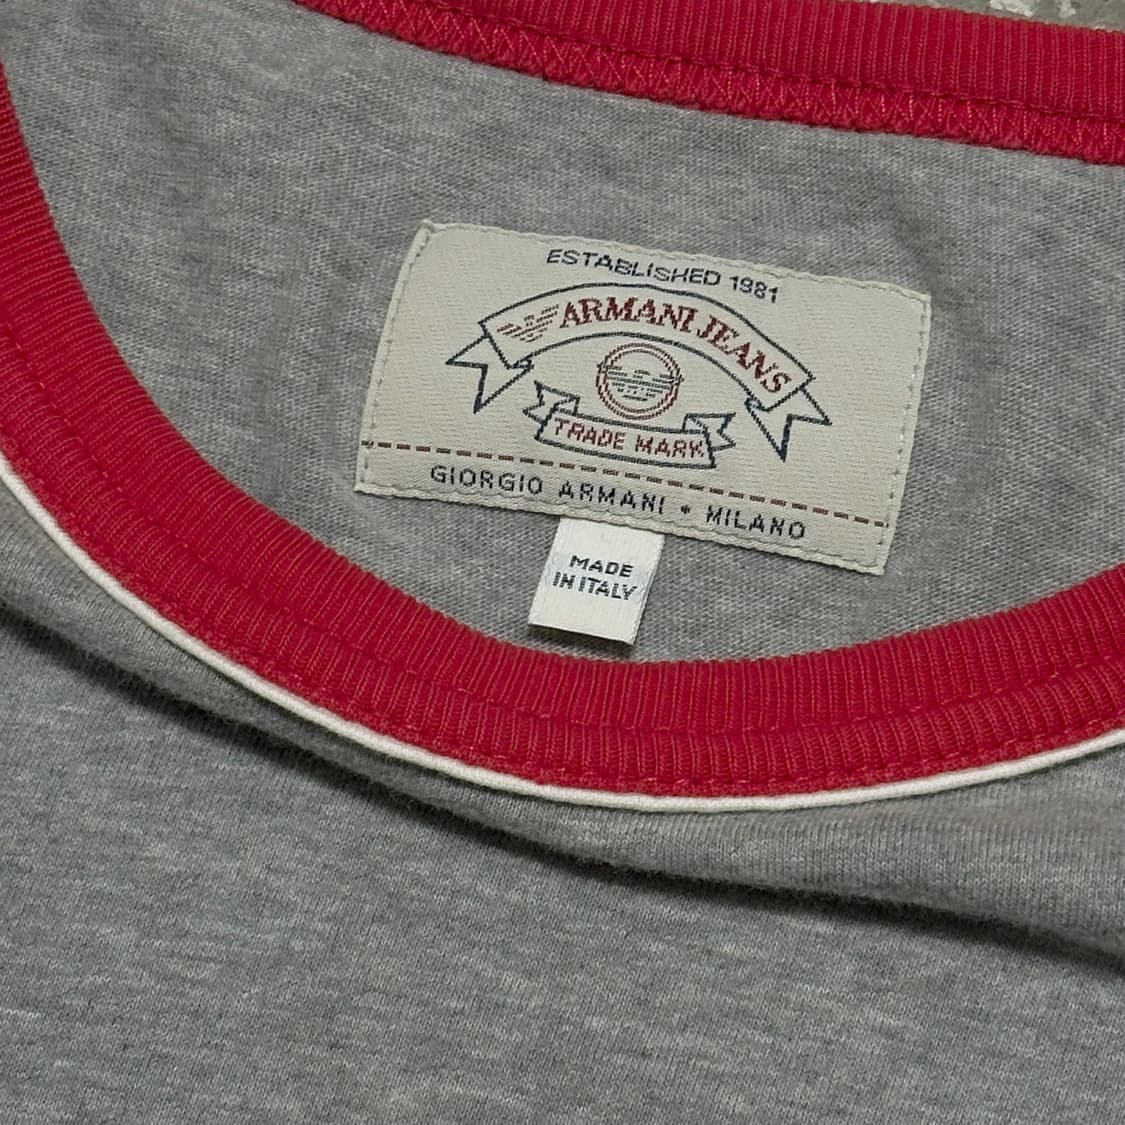 ESTABLISHED 1981
ARMANI JEANS
TRADE MARK
GIORGIO ARMANI * MILANO
MADE
IN ITALY